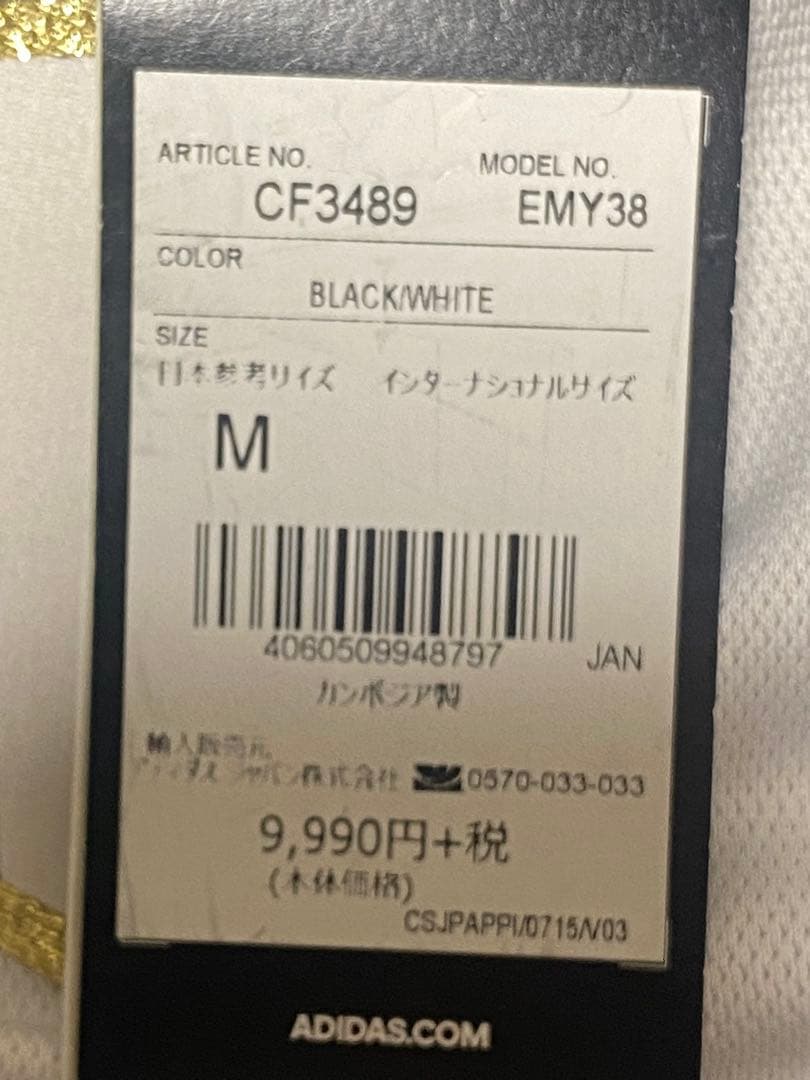 ARTICLE NO. MODEL NO.
CF3489 EMY38
COLOR
BLACK/WHITE
SIZE
日本参考サイズ インターナショナルサイズ
M
4060509948797 JAN
カンボジア製
輸入販売元
アディダス ジャパン株式会社 0570-033-033
9,990円+税
(本体価格)
CSJPAPPI/0715/V03
ADIDAS.COM